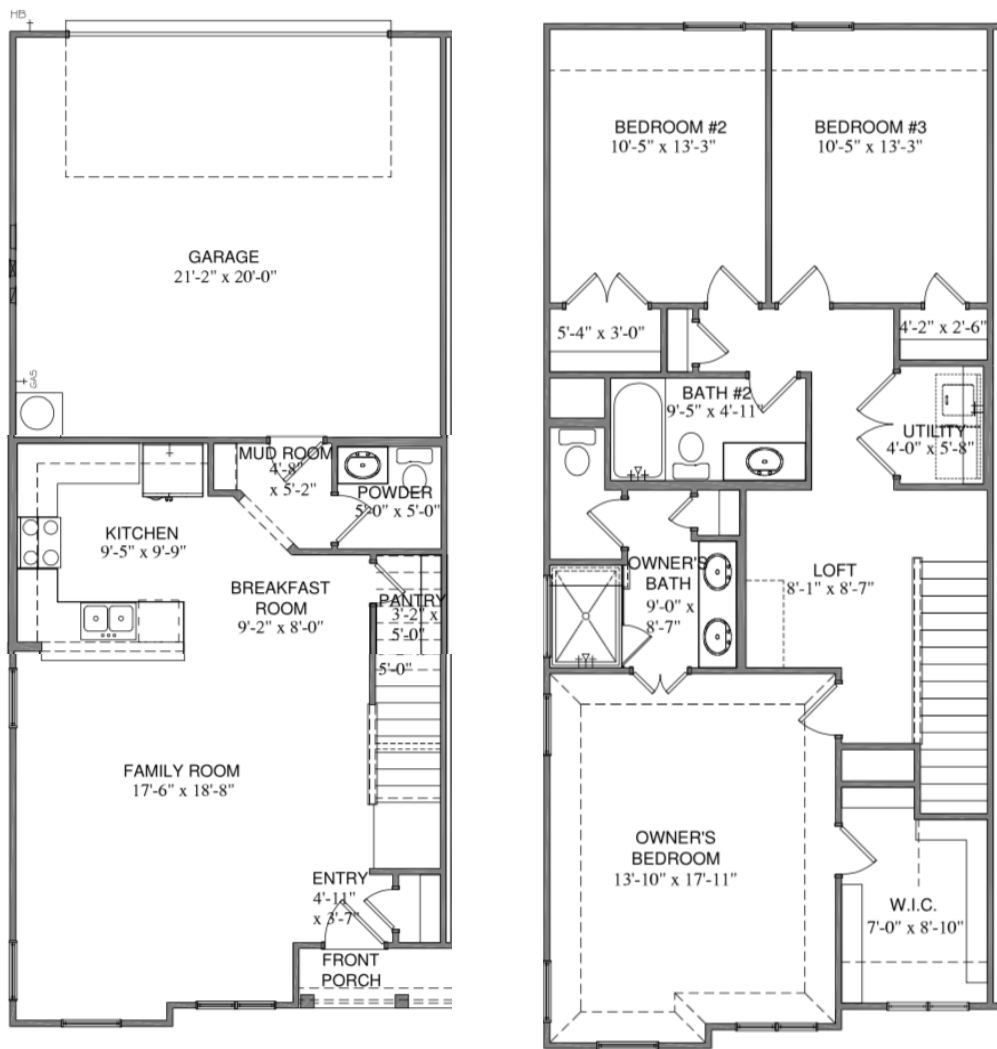 HB
GARAGE
21'-2" x 20'-0"
GAS
MUD ROOM
4'-8"
x 5'-2"
POWDER
5'-0" x 5'-0"
KITCHEN
9'-5" x 9'-9"
BREAKFAST
ROOM
9'-2" x 8'-0"
PANTRY
3'-2" x
5'-0"
5'-0"
FAMILY ROOM
17'-6" x 18'-8"
ENTRY
4'-11"
x 3'-7"
FRONT
PORCH
BEDROOM #2
10'-5" x 13'-3"
BEDROOM #3
10'-5" x 13'-3"
5'-4" x 3'-0"
4'-2" x 2'-6"
BATH #2
9'-5" x 4'-11"
UTILITY
4'-0" x 5'-8"
OWNER'S
BATH
9'-0" x
8'-7"
LOFT
8'-1" x 8'-7"
OWNER'S
BEDROOM
13'-10" x 17'-11"
W.I.C.
7'-0" x 8'-10"